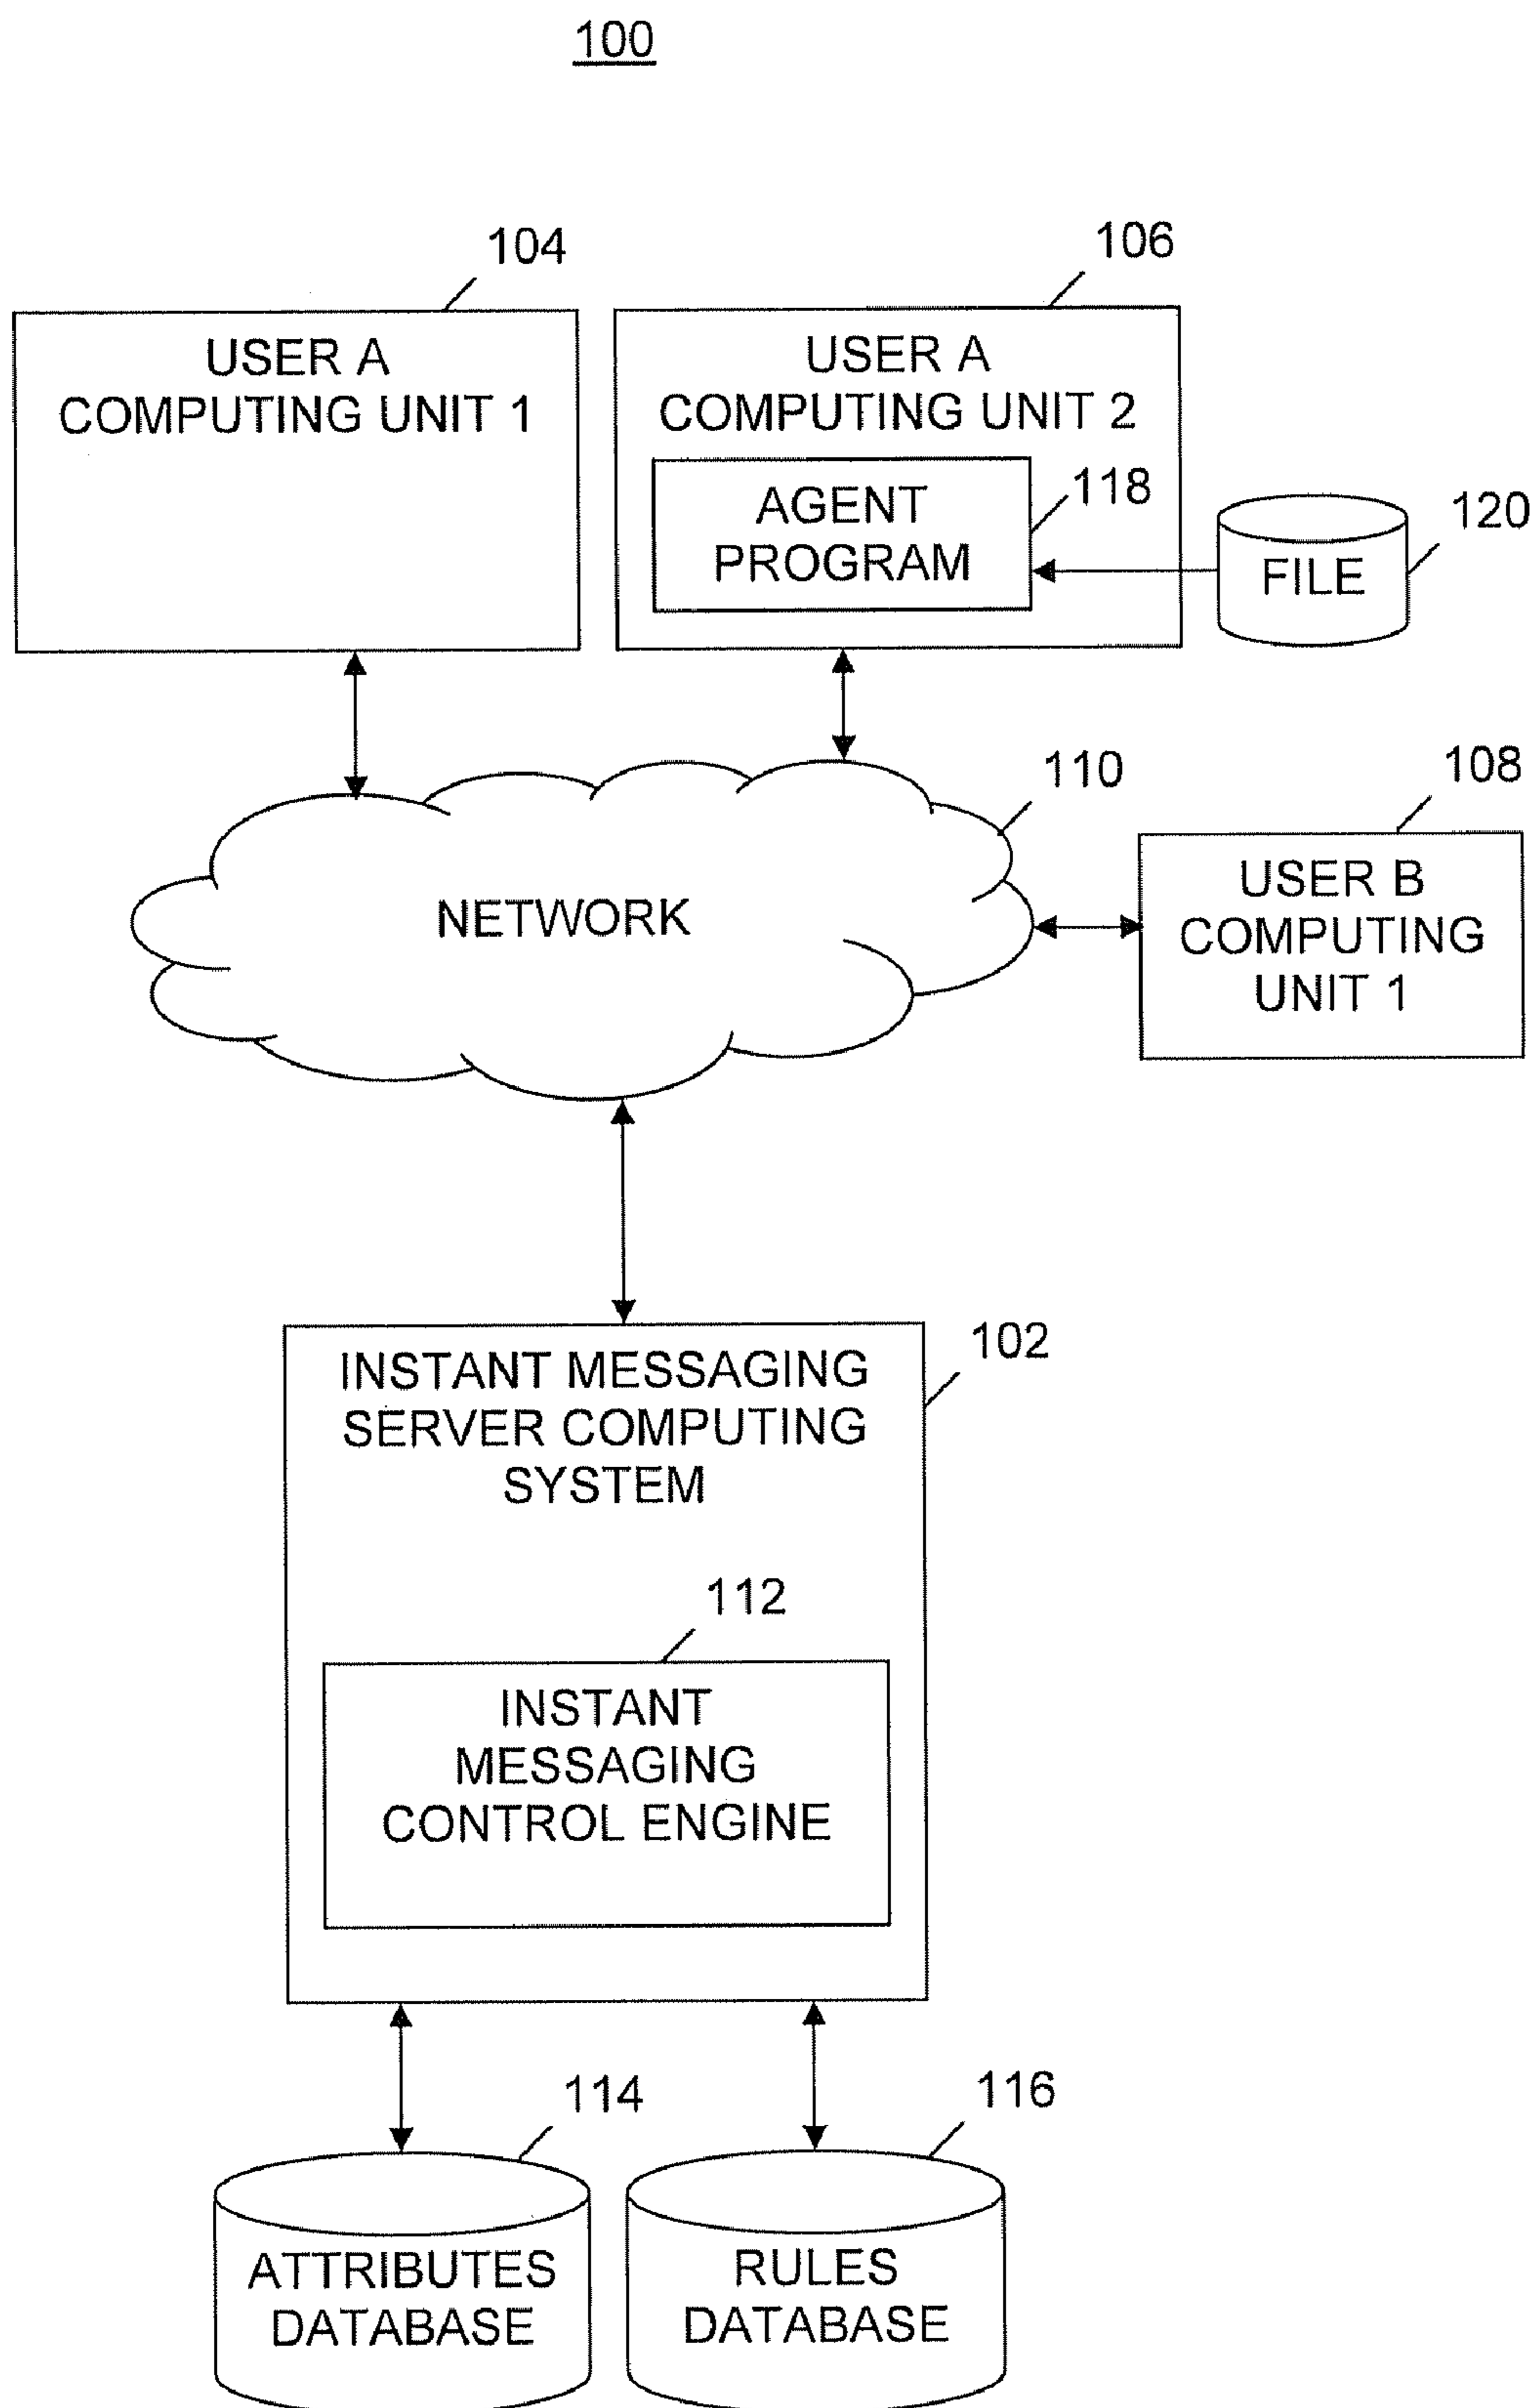 100
104
106
USER A
COMPUTING UNIT 1
USER A
COMPUTING UNIT 2
AGENT
PROGRAM
118
FILE
120
110
108
NETWORK
USER B
COMPUTING
UNIT 1
102
INSTANT MESSAGING
SERVER COMPUTING
SYSTEM
112
INSTANT
MESSAGING
CONTROL ENGINE
114
116
ATTRIBUTES
DATABASE
RULES
DATABASE